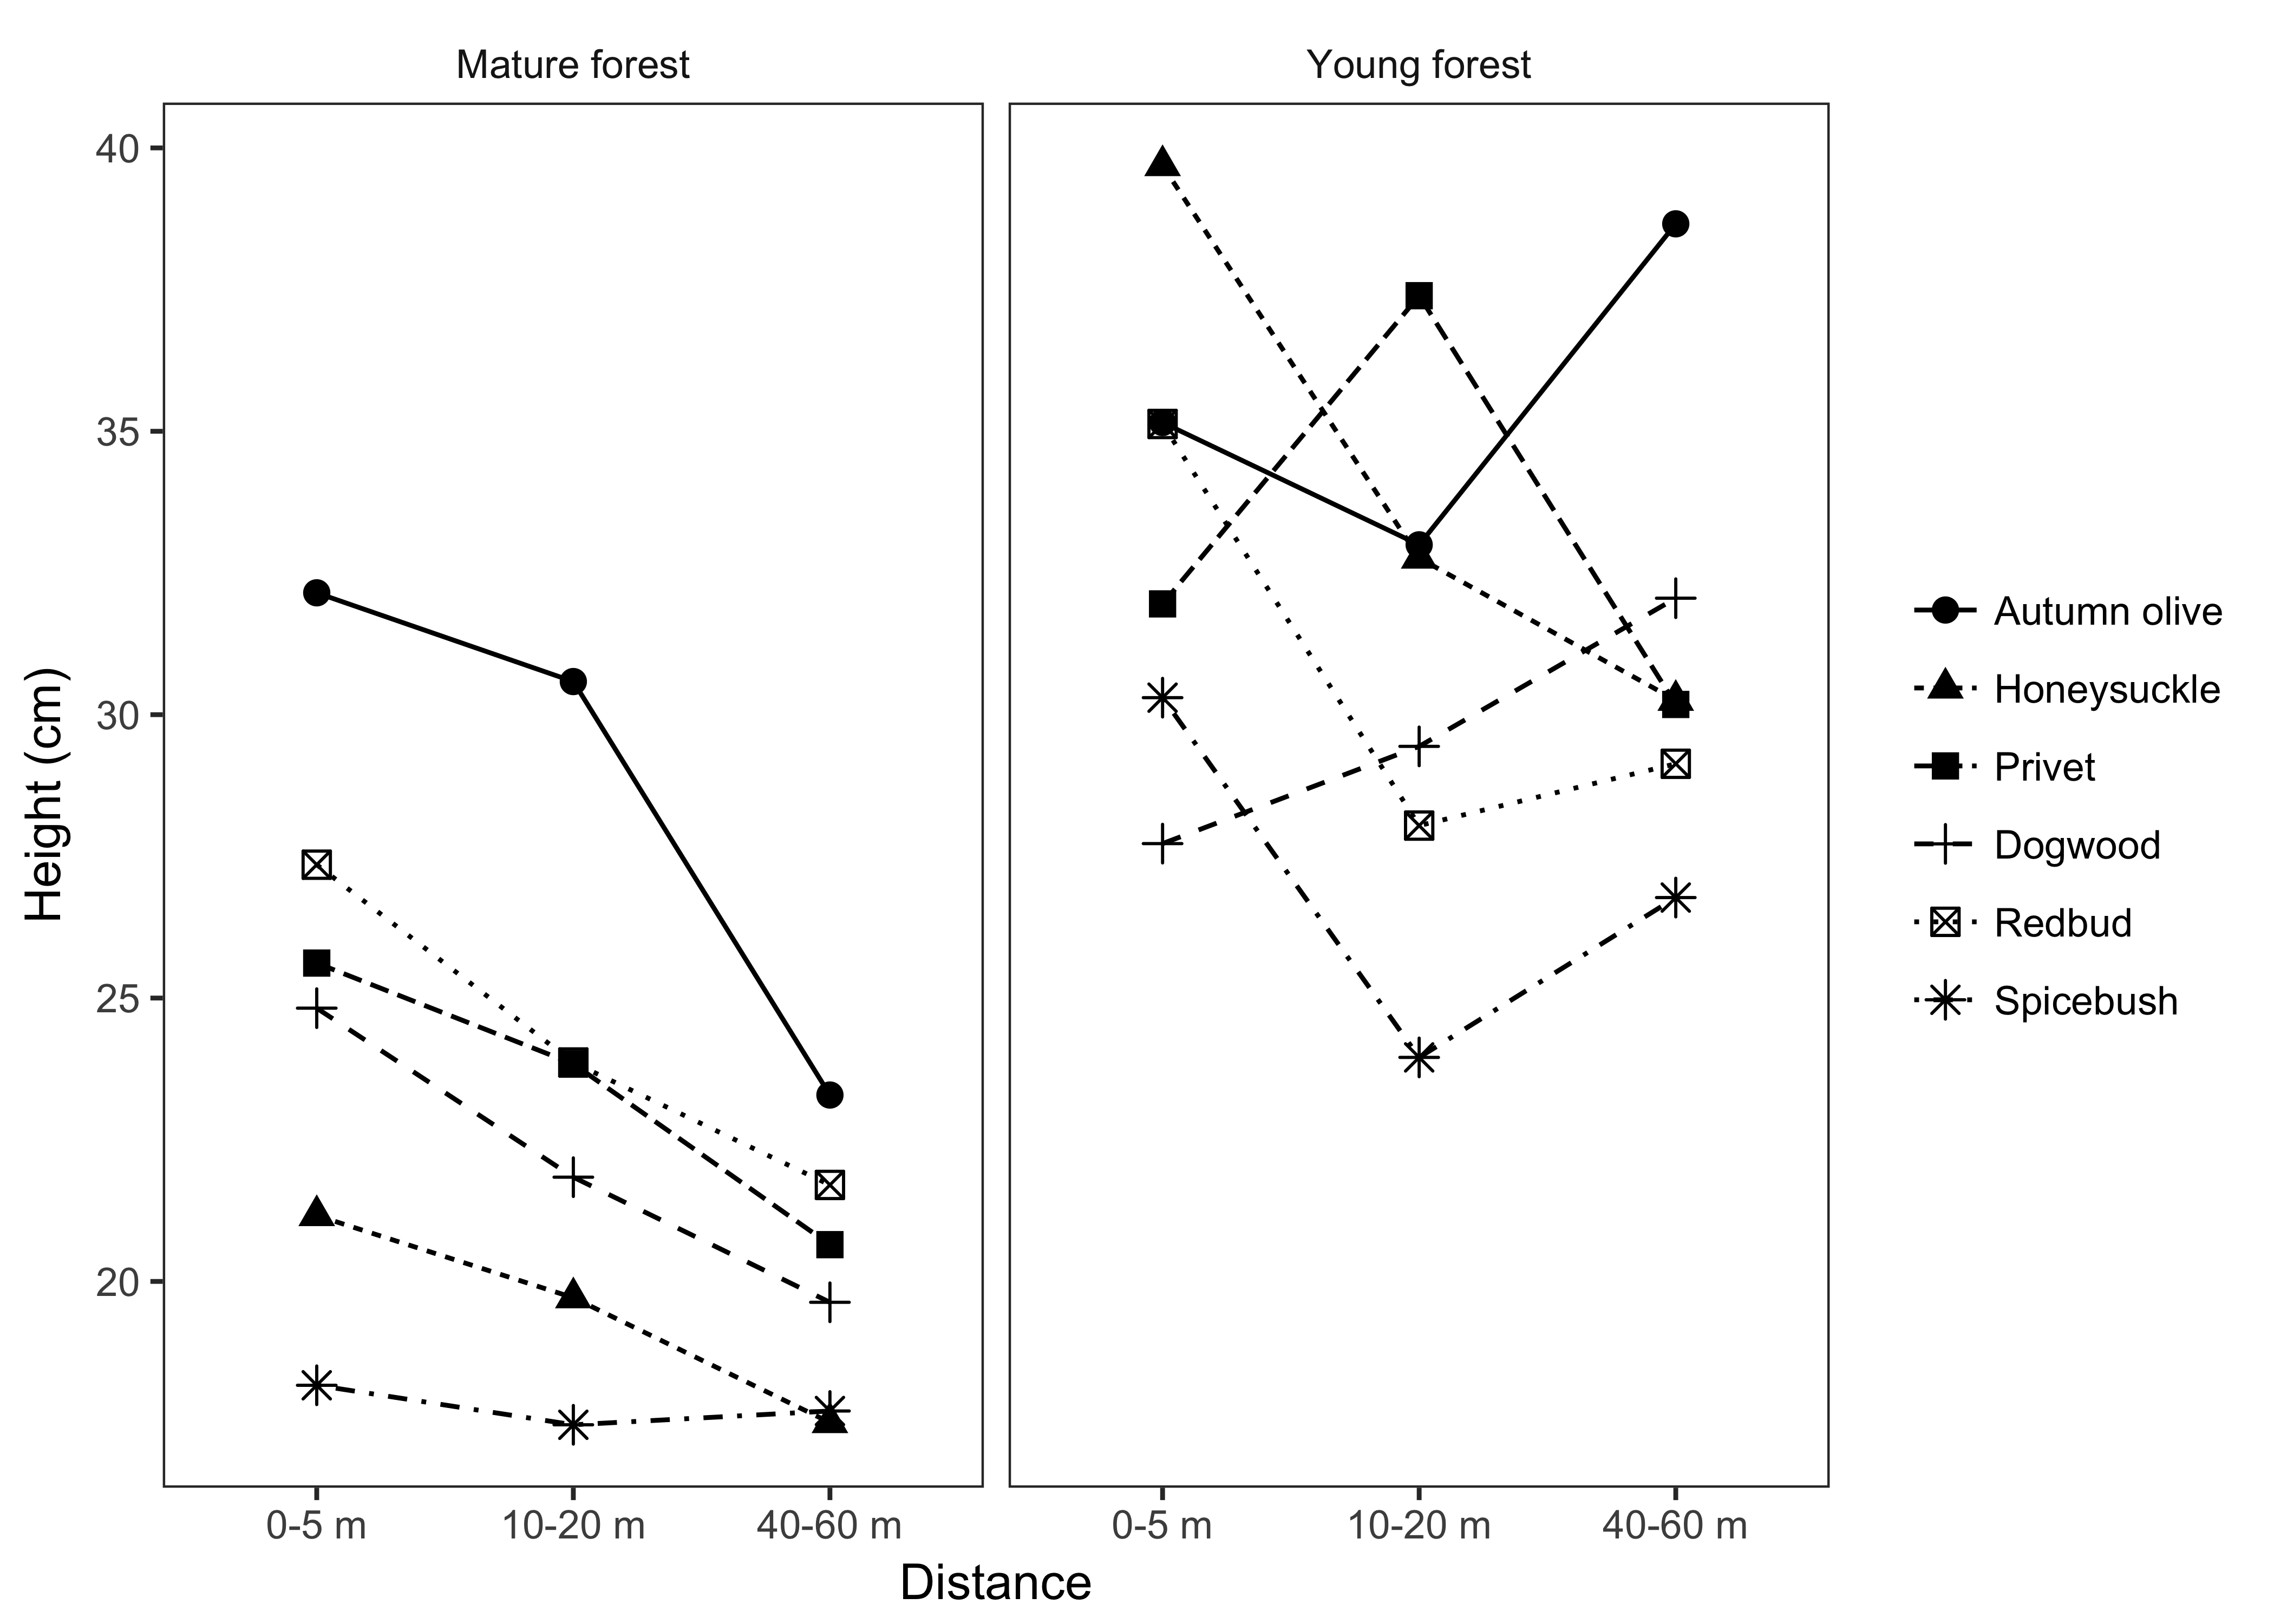 Mature forest
Young forest
Height (cm)
40
35
30
25
20
0-5 m
10-20 m
40-60 m
0-5 m
10-20 m
40-60 m
Distance
Autumn olive
Honeysuckle
Privet
Dogwood
Redbud
Spicebush